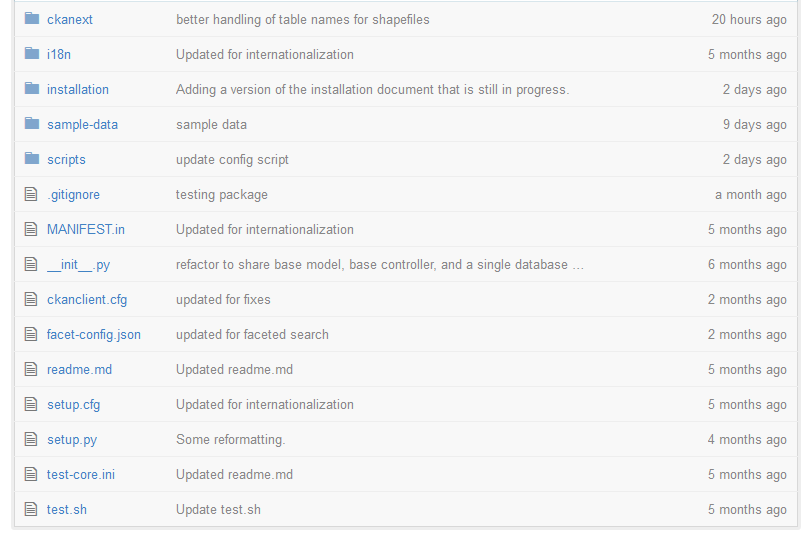 ckanext better handling of table names for shapefiles 20 hours ago
i18n Updated for internationalization 5 months ago
installation Adding a version of the installation document that is still in progress. 2 days ago
sample-data sample data 9 days ago
scripts update config script 2 days ago
.gitignore testing package a month ago
MANIFEST.in Updated for internationalization 5 months ago
__init__.py refactor to share base model, base controller, and a single database … 6 months ago
ckanclient.cfg updated for fixes 2 months ago
facet-config.json updated for faceted search 2 months ago
readme.md Updated readme.md 5 months ago
setup.cfg Updated for internationalization 5 months ago
setup.py Some reformatting. 4 months ago
test-core.ini Updated readme.md 5 months ago
test.sh Update test.sh 5 months ago